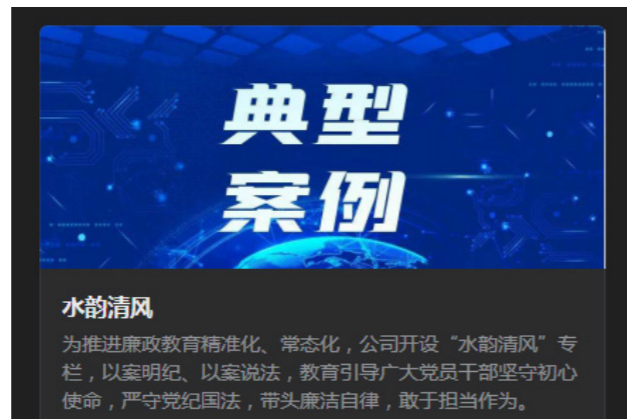 典型
案例
水韵清风
为推进廉政教育精准化、常态化，公司开设“水韵清风”专
栏，以案明纪、以案说法，教育引导广大党员干部坚守初心
使命，严守党纪国法，带头廉洁自律，敢于担当作为。